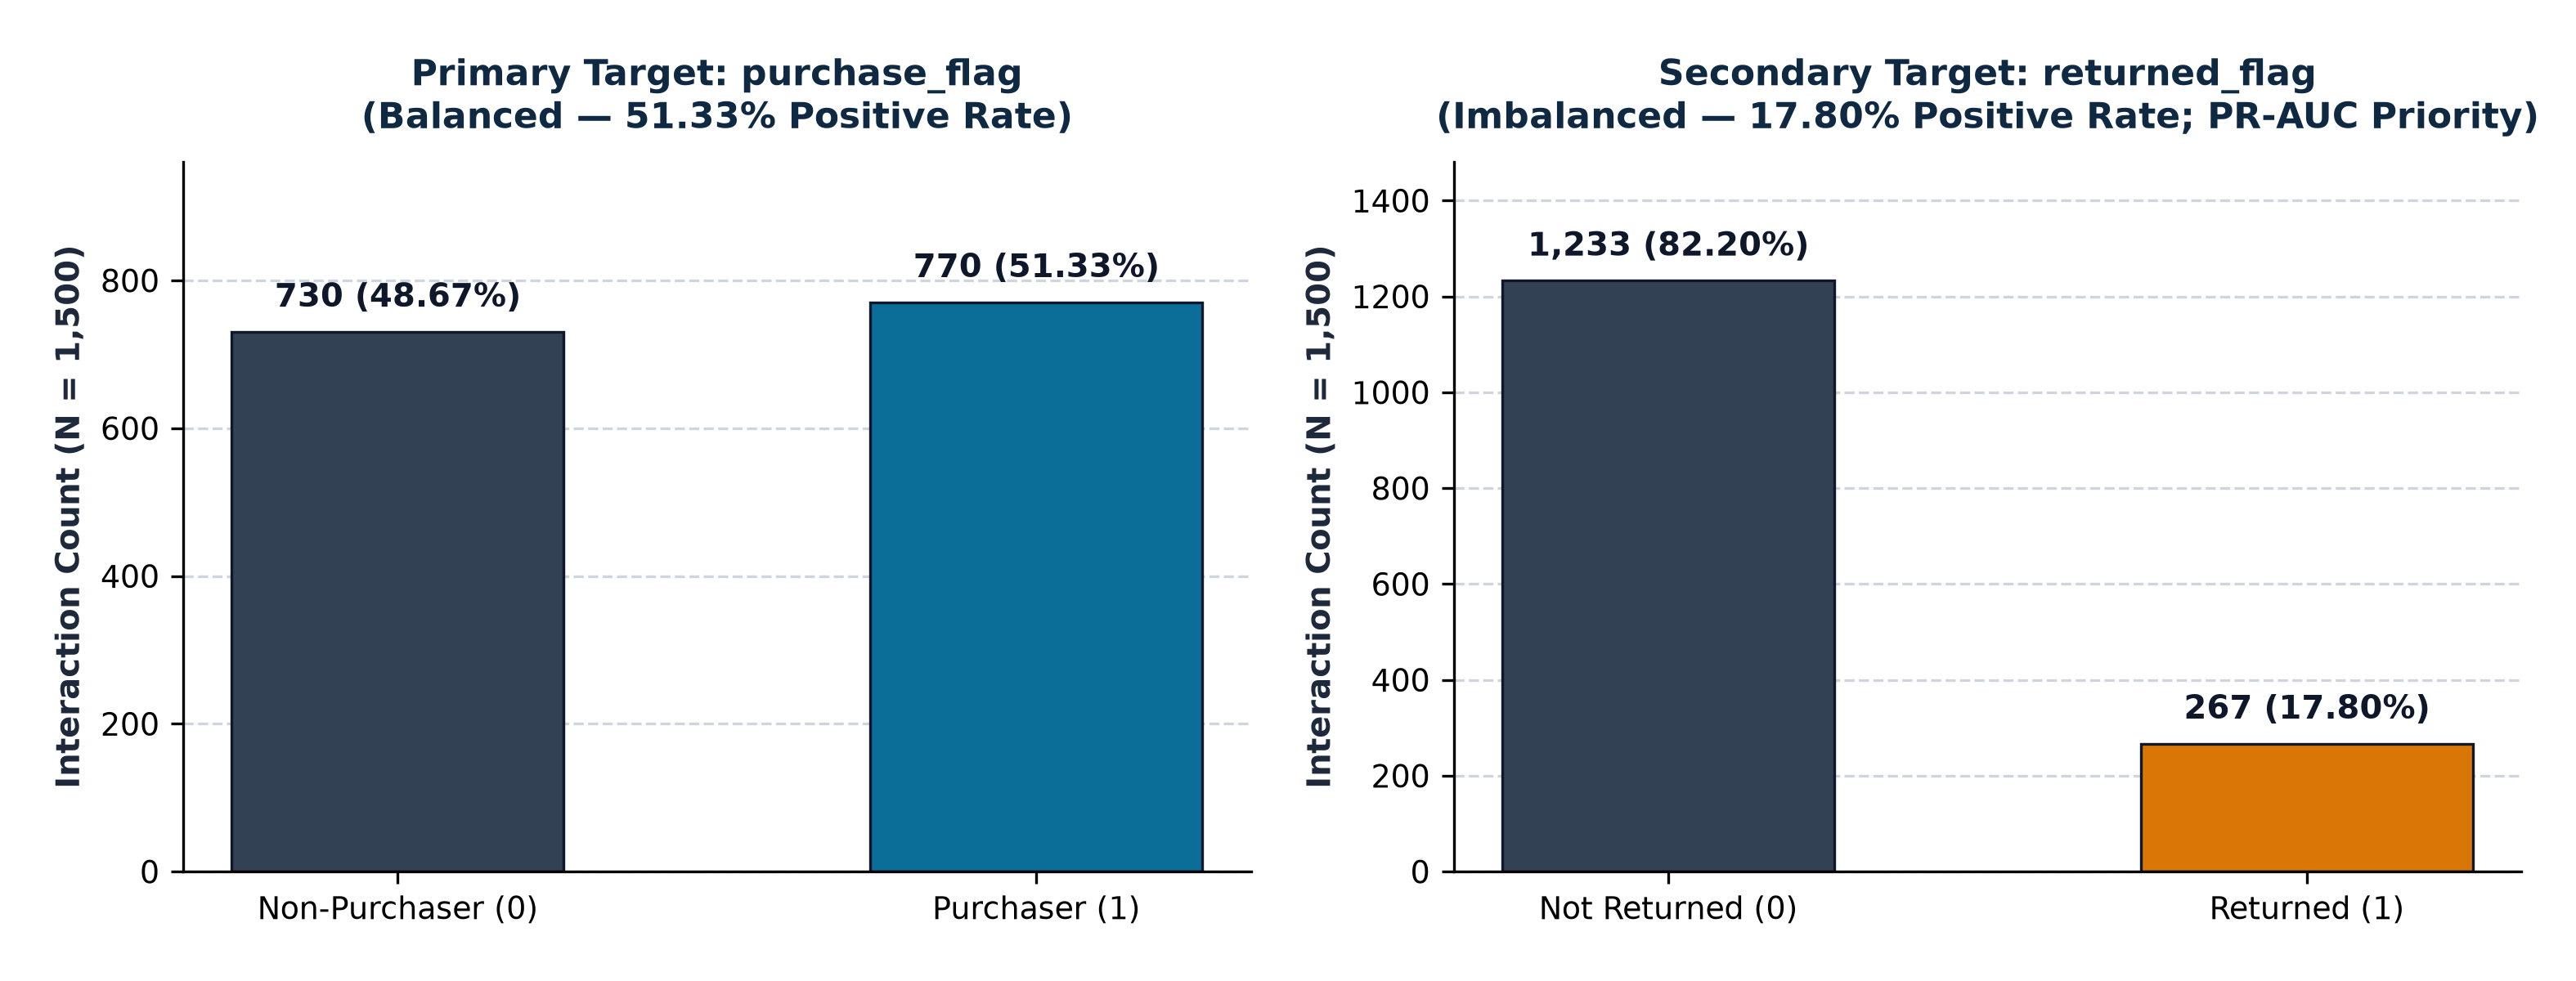 Primary Target: purchase_flag
(Balanced — 51.33% Positive Rate)
Interaction Count (N = 1,500)
800
600
400
200
0
730 (48.67%)
770 (51.33%)
Non-Purchaser (0)
Purchaser (1)
Secondary Target: returned_flag
(Imbalanced — 17.80% Positive Rate; PR-AUC Priority)
Interaction Count (N = 1,500)
1400
1200
1000
800
600
400
200
0
1,233 (82.20%)
267 (17.80%)
Not Returned (0)
Returned (1)